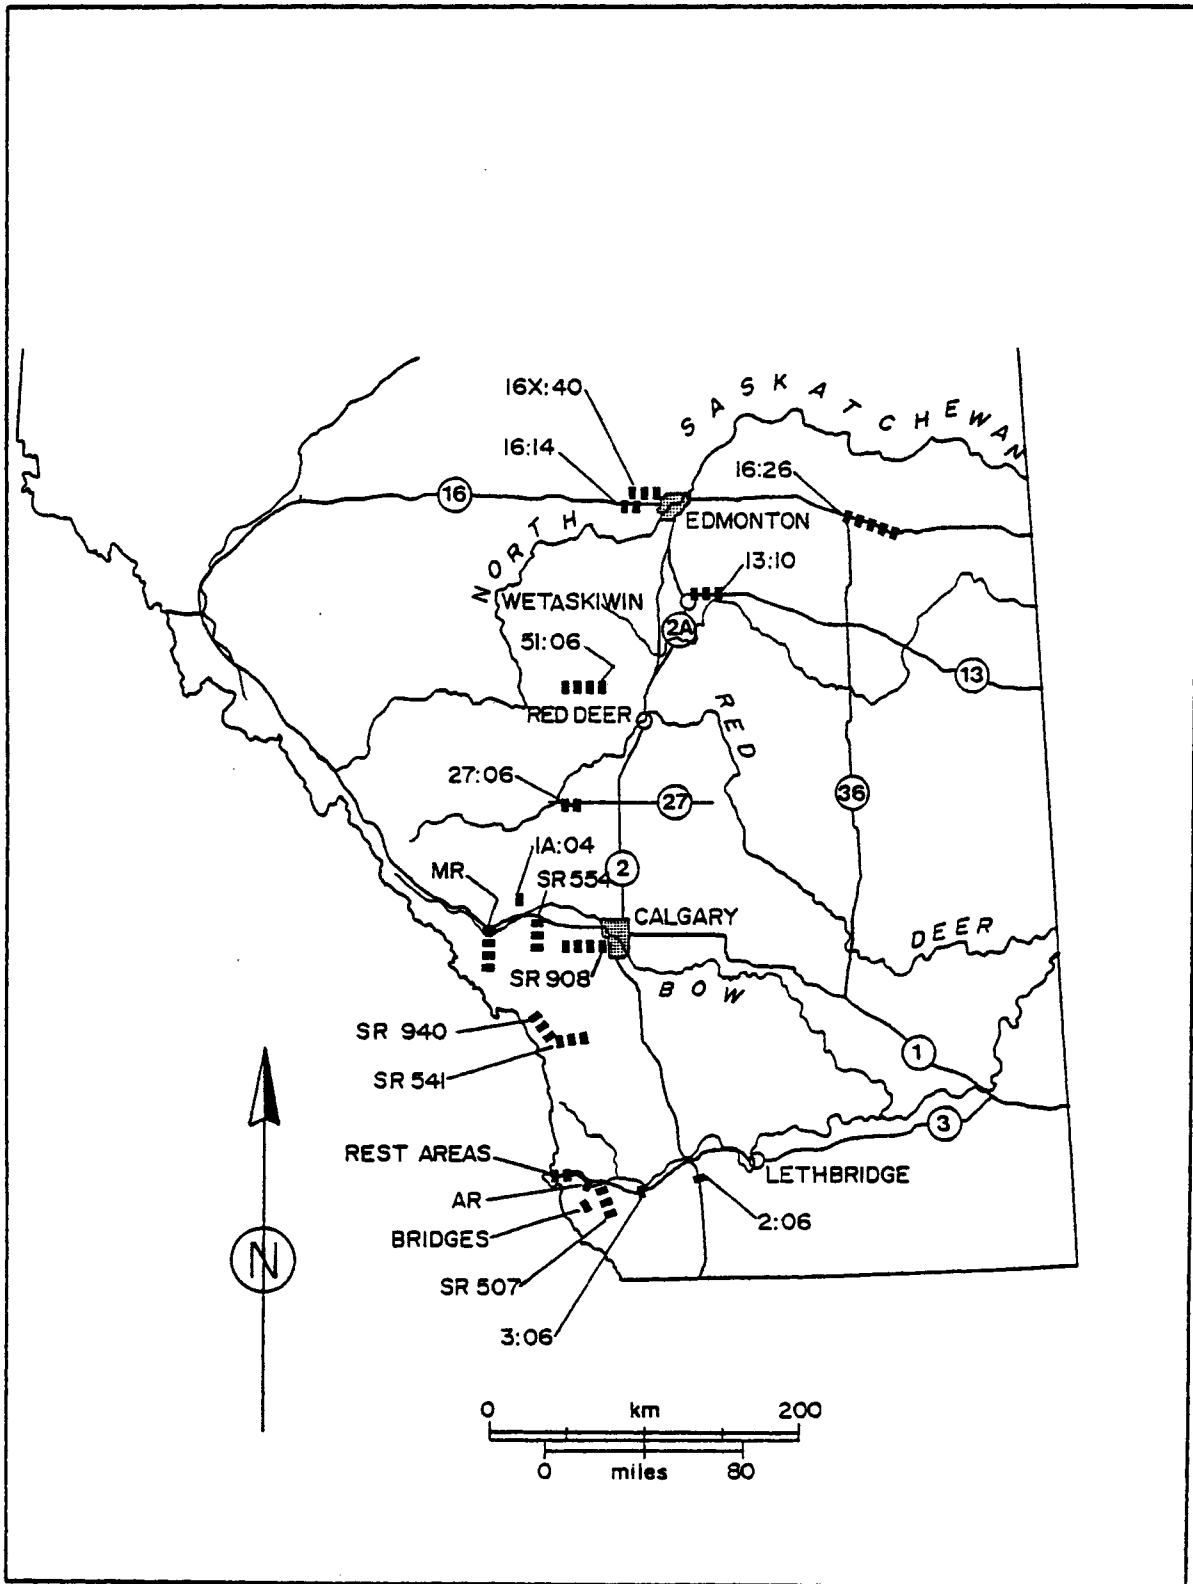 16X:40
SASKATCHEWAN
16:14
16:26
16
EDMONTON
NORTH
13:10
WETASKIWIN
2A
51:06
13
RED DEER
RED
27:06
27
36
1A:04
2
MR
SR 554
CALGARY
DEER
SR 908
BOW
SR 940
1
SR 541
3
REST AREAS
LETHBRIDGE
AR
2:06
BRIDGES
N
SR 507
3:06
0 km 200
0 miles 80